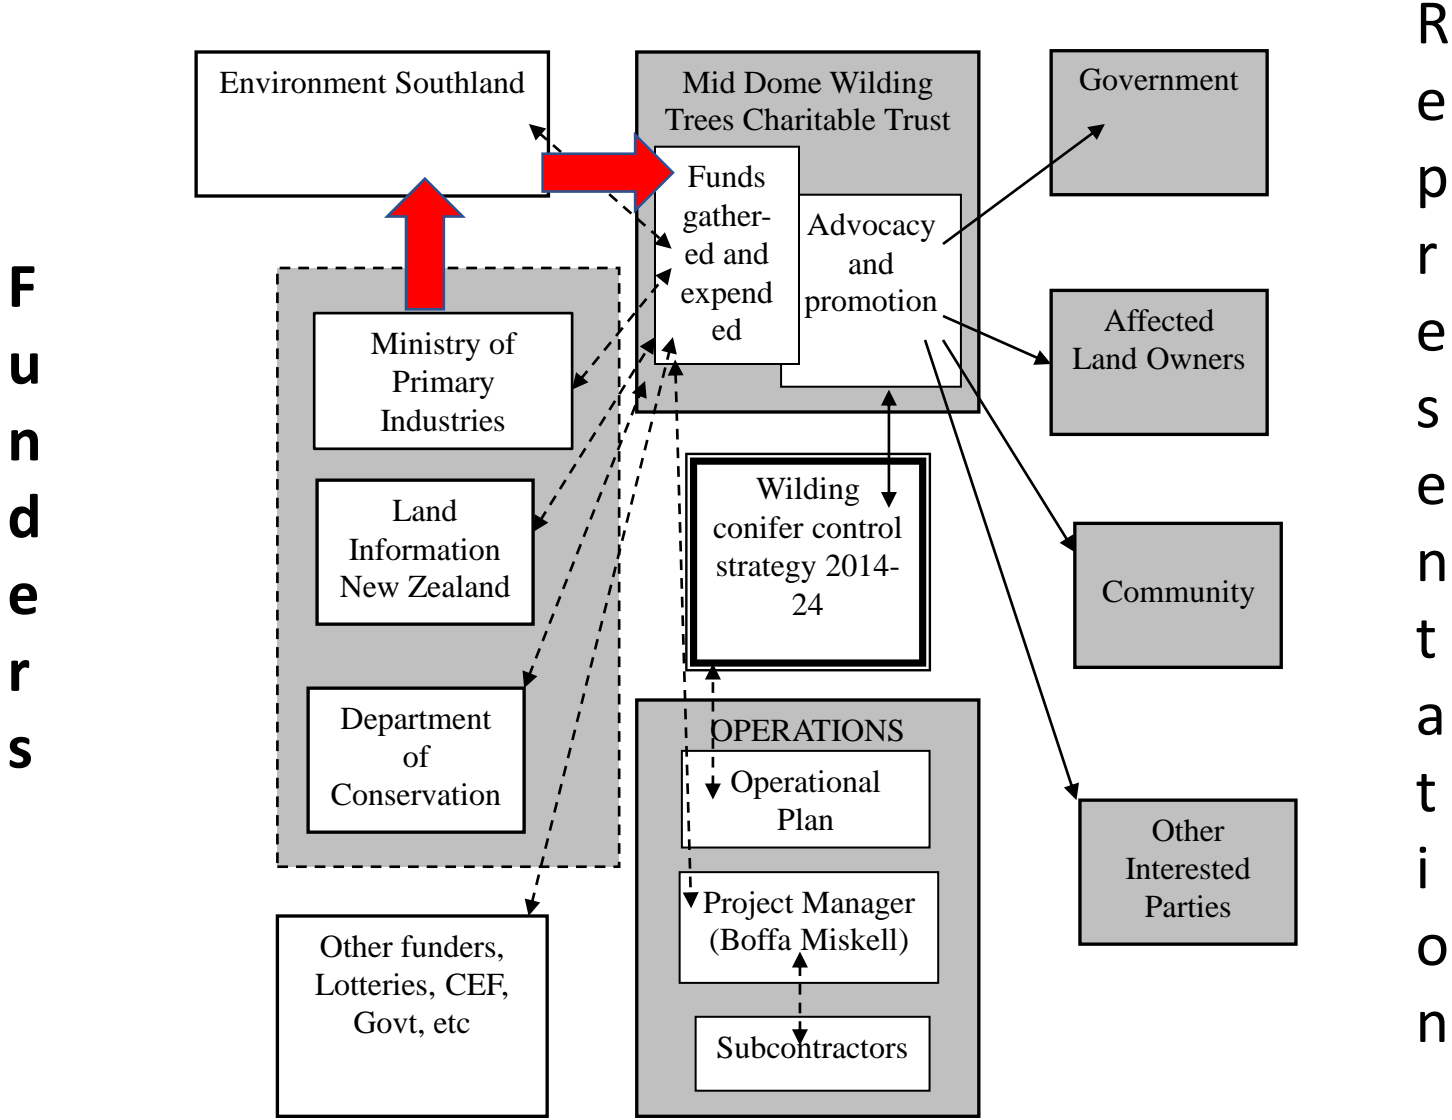 Funders
Environment Southland
Ministry of
Primary
Industries
Land
Information
New Zealand
Department
of
Conservation
Other funders,
Lotteries, CEF,
Govt, etc
Mid Dome Wilding
Trees Charitable Trust
Funds
gather-
ed and
expend
ed
Advocacy
and
promotion
Wilding
conifer control
strategy 2014-
24
OPERATIONS
Operational
Plan
Project Manager
(Boffa Miskell)
Subcontractors
Government
Affected
Land Owners
Community
Other
Interested
Parties
Representation